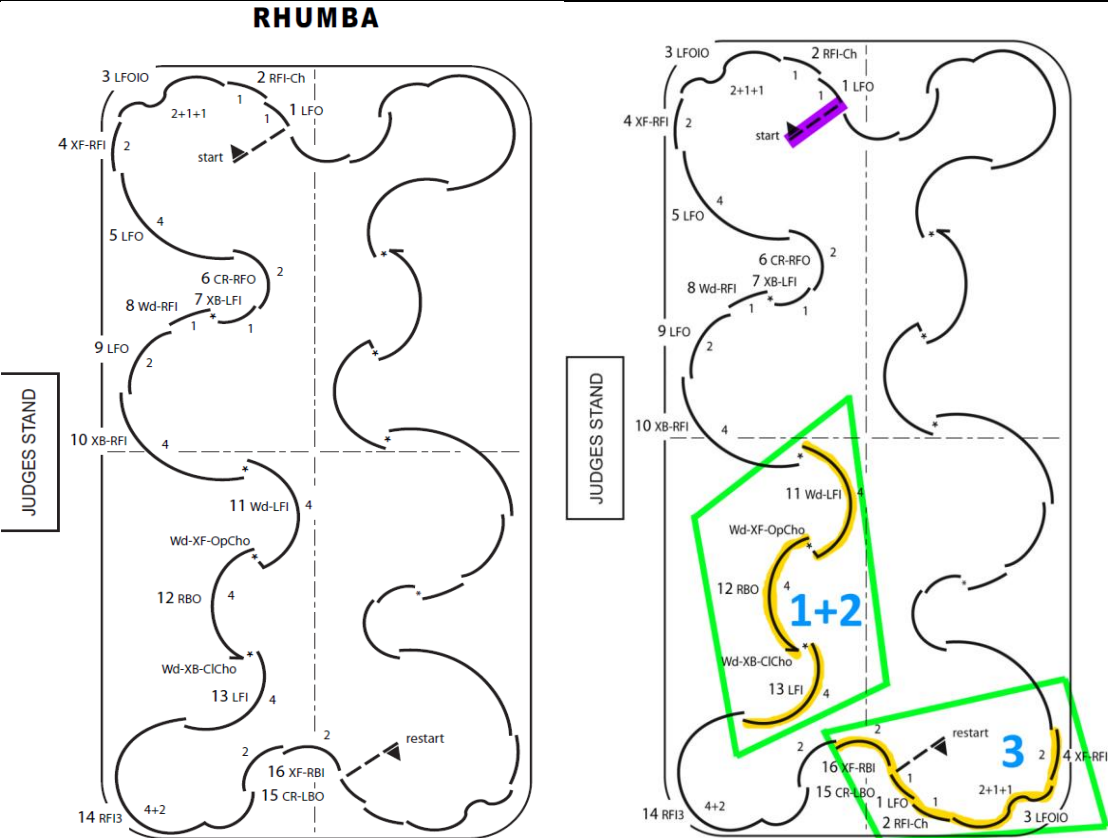 RHUMBA
3 LFOIO
2 RFI-Ch
1
2+1+1
1 LFO
1
4 XF-RFI
2
start
4
5 LFO
6 CR-RFO
2
7 XB-LFI
8 Wd-RFI
*
1
1
9 LFO
2
10 XB-RFI
4
JUDGES STAND
*
11 Wd-LFI
4
Wd-XF-OpCho
*
12 RBO
4
*
Wd-XB-ClCho
13 LFI
4
2
2
restart
16 XF-RBI
15 CR-LBO
4+2
14 RFI3
*
*
*
*
3 LFOIO
2 RFI-Ch
1
2+1+1
1 LFO
1
4 XF-RFI
2
start
4
5 LFO
6 CR-RFO
2
7 XB-LFI
8 Wd-RFI
*
1
1
9 LFO
2
10 XB-RFI
4
JUDGES STAND
*
11 Wd-LFI
4
Wd-XF-OpCho
*
12 RBO
4
1+2
*
Wd-XB-ClCho
13 LFI
4
2
2
restart
3
2
4 XF-RFI
16 XF-RBI
1
15 CR-LBO
2+1+1
1 LFO
1
4+2
14 RFI3
2 RFI-Ch
3 LFOIO
*
*
*
*